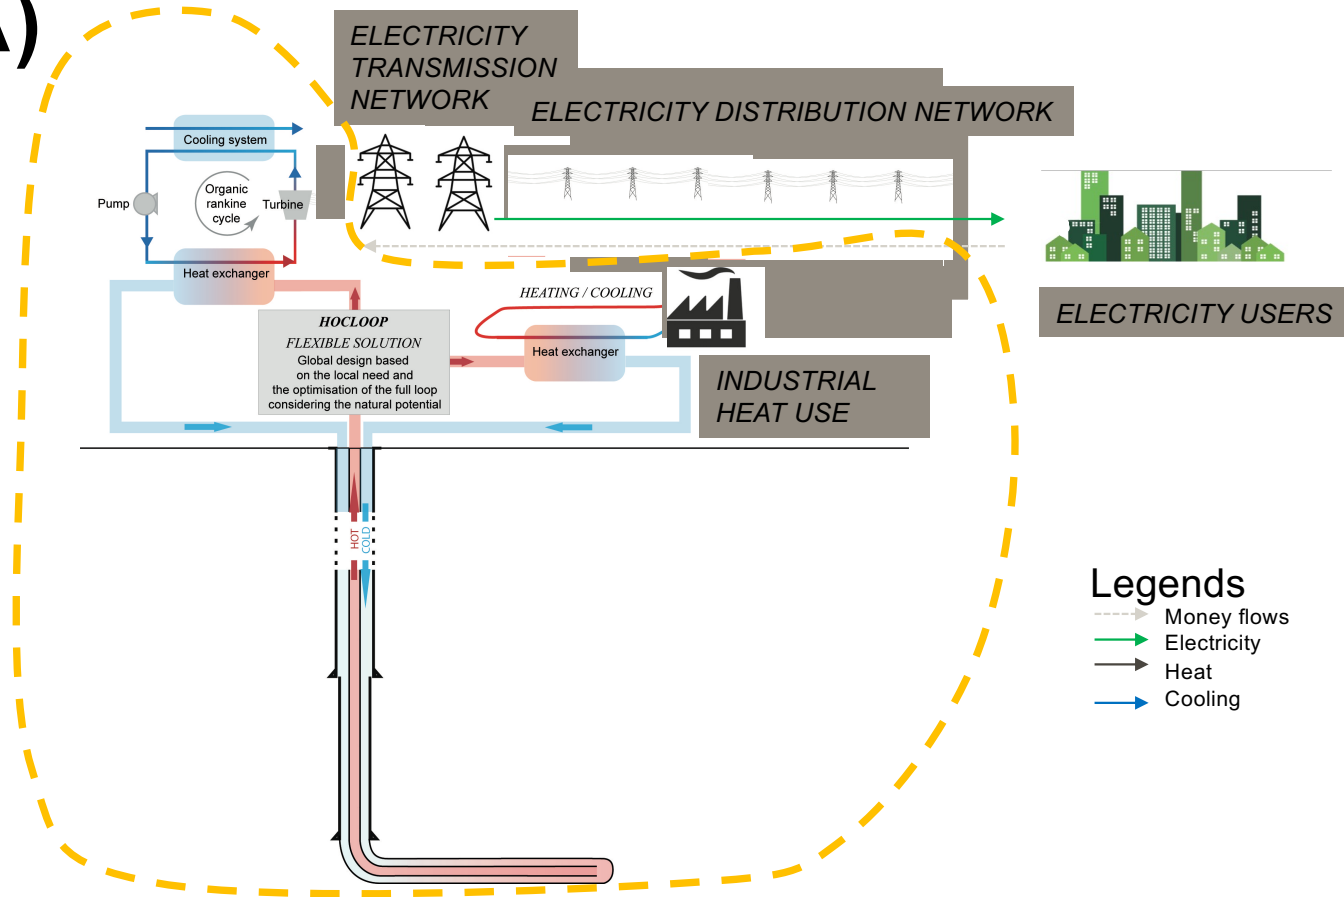 A)
ELECTRICITY
TRANSMISSION
NETWORK
ELECTRICITY DISTRIBUTION NETWORK
Cooling system
Pump
Organic
rankine
cycle
Turbine
Heat exchanger
HEATING / COOLING
HOCLOOP
FLEXIBLE SOLUTION
Global design based
on the local need and
the optimisation of the full loop
considering the natural potential
Heat exchanger
ELECTRICITY USERS
INDUSTRIAL
HEAT USE
HOT
COLD
Legends
Money flows
Electricity
Heat
Cooling